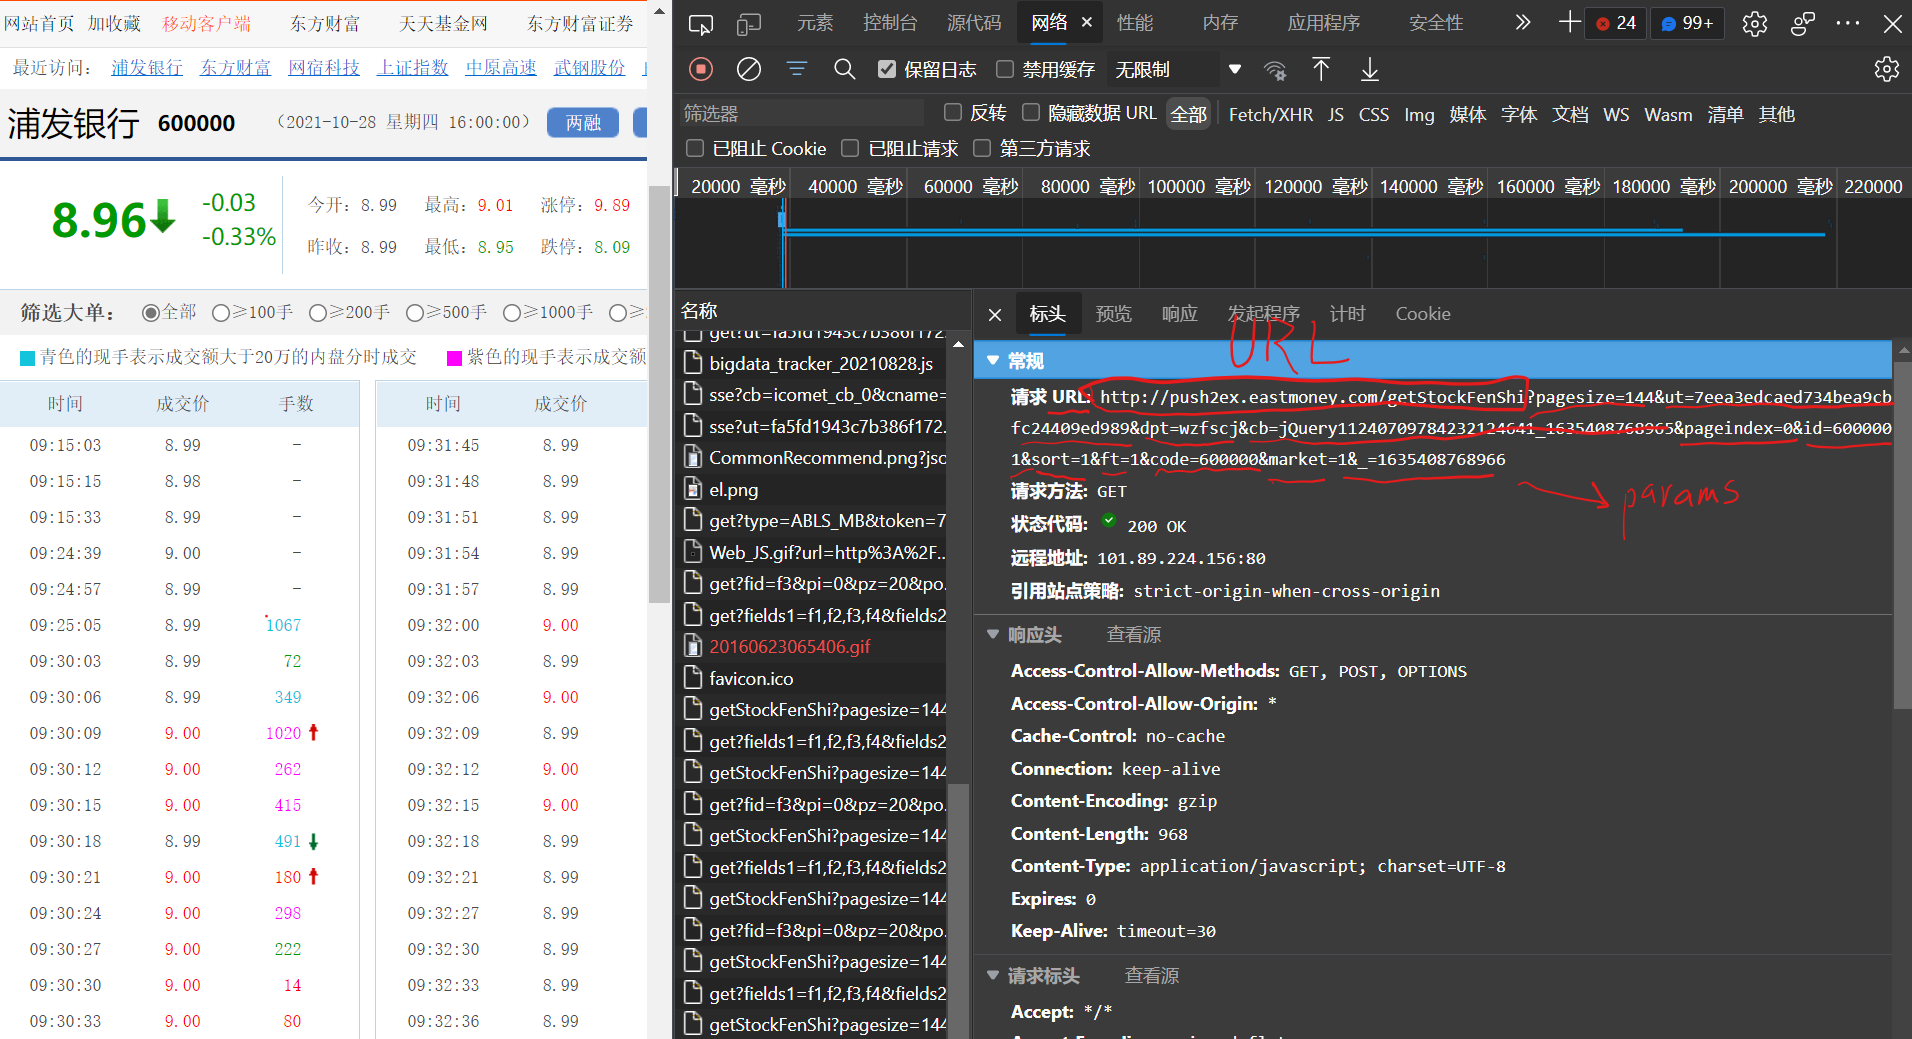 网站首页 加收藏 移动客户端 东方财富 天天基金网 东方财富证券
最近访问： 浦发银行 东方财富 网宿科技 上证指数 中原高速 武钢股份
浦发银行 600000 （2021-10-28 星期四 16:00:00） 两融
8.96 -0.03 -0.33%
今开：8.99 最高：9.01 涨停：9.89
昨收：8.99 最低：8.95 跌停：8.09
筛选大单： 全部 ≥100手 ≥200手 ≥500手 ≥1000手 ≥
青色的现手表示成交额大于20万的内盘分时成交 紫色的现手表示成交额
时间 成交价 手数
09:15:03 8.99 –
09:15:15 8.98 –
09:15:33 8.99 –
09:24:39 9.00 –
09:24:57 8.99 –
09:25:05 8.99 1067
09:30:03 8.99 72
09:30:06 8.99 349
09:30:09 9.00 1020
09:30:12 9.00 262
09:30:15 9.00 415
09:30:18 8.99 491
09:30:21 9.00 180
09:30:24 9.00 298
09:30:27 9.00 222
09:30:30 9.00 14
09:30:33 9.00 80
时间 成交价
09:31:45 8.99
09:31:48 8.99
09:31:51 8.99
09:31:54 8.99
09:31:57 8.99
09:32:00 9.00
09:32:03 8.99
09:32:06 9.00
09:32:09 8.99
09:32:12 9.00
09:32:15 9.00
09:32:18 8.99
09:32:21 8.99
09:32:27 8.99
09:32:30 8.99
09:32:33 8.99
09:32:36 8.99
元素 控制台 源代码 网络 性能 内存 应用程序 安全性 24 99+
保留日志 禁用缓存 无限制
筛选器 反转 隐藏数据 URL 全部 Fetch/XHR JS CSS Img 媒体 字体 文档 WS Wasm 清单 其他
已阻止 Cookie 已阻止请求 第三方请求
20000 毫秒 40000 毫秒 60000 毫秒 80000 毫秒 100000 毫秒 120000 毫秒 140000 毫秒 160000 毫秒 180000 毫秒 200000 毫秒 220000
名称
get?ut=fa5fd1943c7b386f172...
bigdata_tracker_20210828.js
sse?cb=icomet_cb_0&cname=
sse?ut=fa5fd1943c7b386f172...
CommonRecommend.png?jso
el.png
get?type=ABLS_MB&token=7
Web_JS.gif?url=http%3A%2F...
get?fid=f3&pi=0&pz=20&po.
get?fields1=f1,f2,f3,f4&fields2
20160623065406.gif
favicon.ico
getStockFenShi?pagesize=144
get?fields1=f1,f2,f3,f4&fields2
getStockFenShi?pagesize=144
get?fid=f3&pi=0&pz=20&po.
getStockFenShi?pagesize=144
get?fields1=f1,f2,f3,f4&fields2
getStockFenShi?pagesize=144
get?fid=f3&pi=0&pz=20&po.
getStockFenShi?pagesize=144
get?fields1=f1,f2,f3,f4&fields2
getStockFenShi?pagesize=144
标头 预览 响应 发起程序 计时 Cookie
URL
常规
请求 URL: http://push2ex.eastmoney.com/getStockFenShi?pagesize=144&ut=7eea3edcaed734bea9cb
fc24409ed989&dpt=wzfscj&cb=jQuery11240709784232124641_1635408768965&pageindex=0&id=600000
1&sort=1&ft=1&code=600000&market=1&_=1635408768966
params
请求方法: GET
状态代码: 200 OK
远程地址: 101.89.224.156:80
引用站点策略: strict-origin-when-cross-origin
响应头 查看源
Access-Control-Allow-Methods: GET, POST, OPTIONS
Access-Control-Allow-Origin: *
Cache-Control: no-cache
Connection: keep-alive
Content-Encoding: gzip
Content-Length: 968
Content-Type: application/javascript; charset=UTF-8
Expires: 0
Keep-Alive: timeout=30
请求标头 查看源
Accept: */*